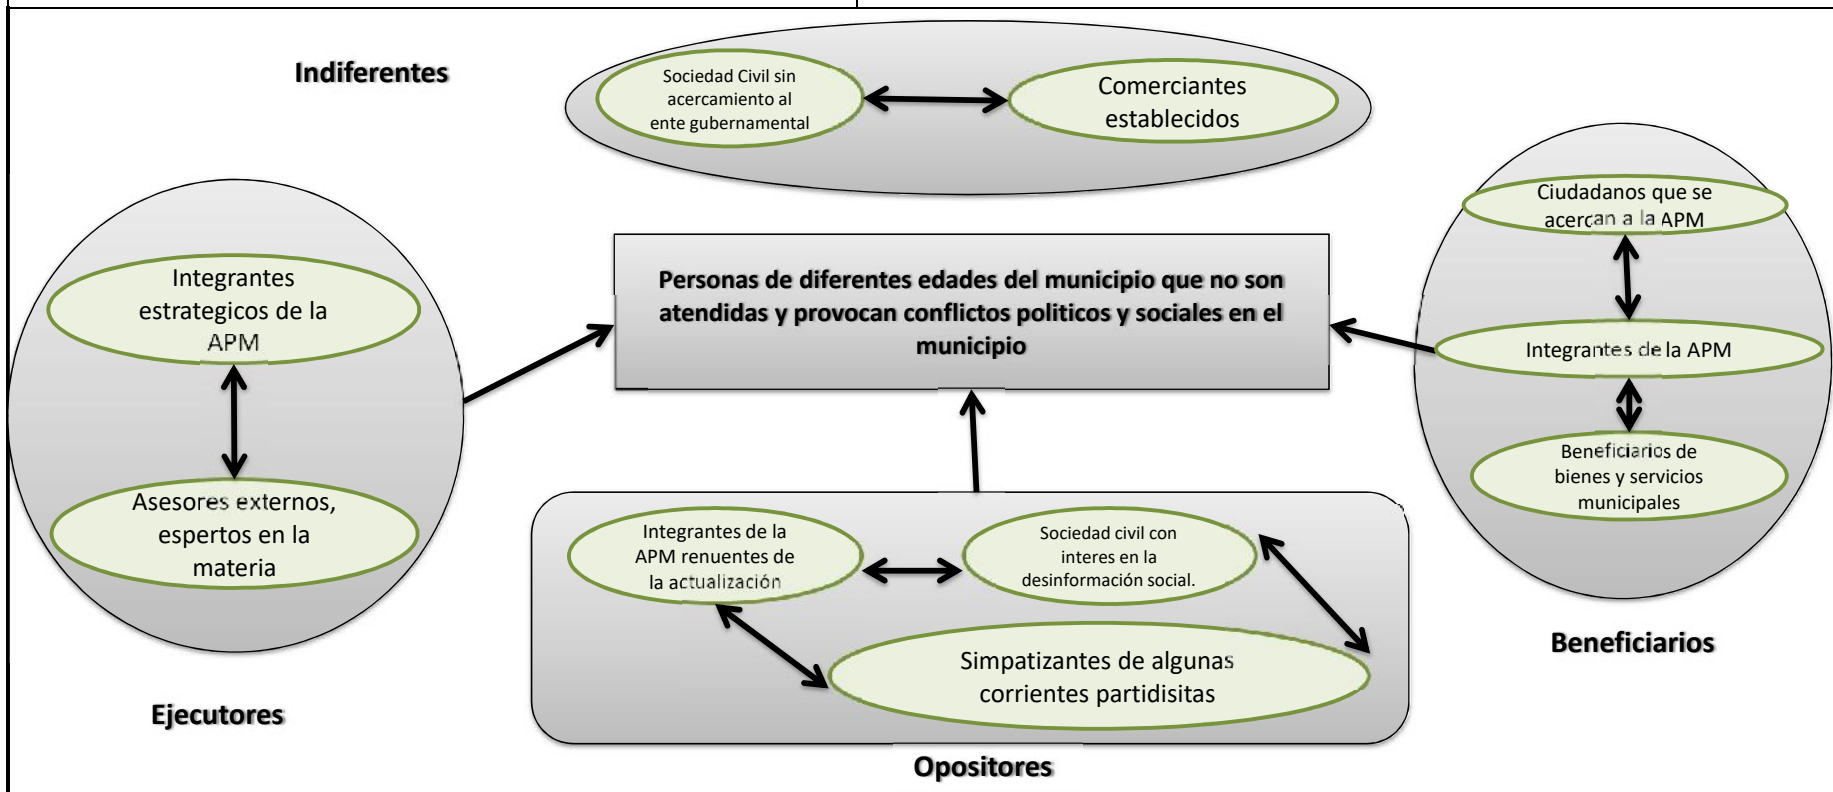 Indiferentes
Sociedad Civil sin
acercamiento al
ente gubernamental
Comerciantes
establecidos
Ciudadanos que se
acercan a la APM
Integrantes de la APM
Beneficiarios de
bienes y servicios
municipales
Beneficiarios
Personas de diferentes edades del municipio que no son
atendidas y provocan conflictos politicos y sociales en el
municipio
Integrantes
estrategicos de la
APM
Asesores externos,
espertos en la
materia
Ejecutores
Integrantes de la
APM renuentes de
la actualización
Sociedad civil con
interes en la
desinformación social.
Simpatizantes de algunas
corrientes partidisitas
Opositores